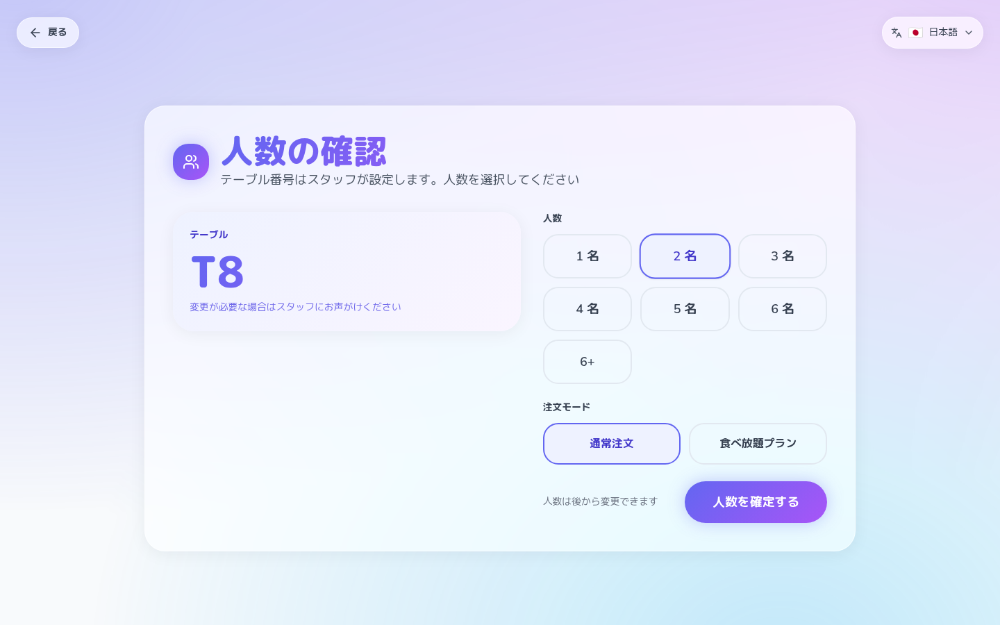 戻る
日本語
人数の確認
テーブル番号はスタッフが設定します。人数を選択してください
テーブル
T8
変更が必要な場合はスタッフにお声がけください
人数
1 名
2 名
3 名
4 名
5 名
6 名
6+
注文モード
通常注文
食べ放題プラン
人数は後から変更できます
人数を確定する